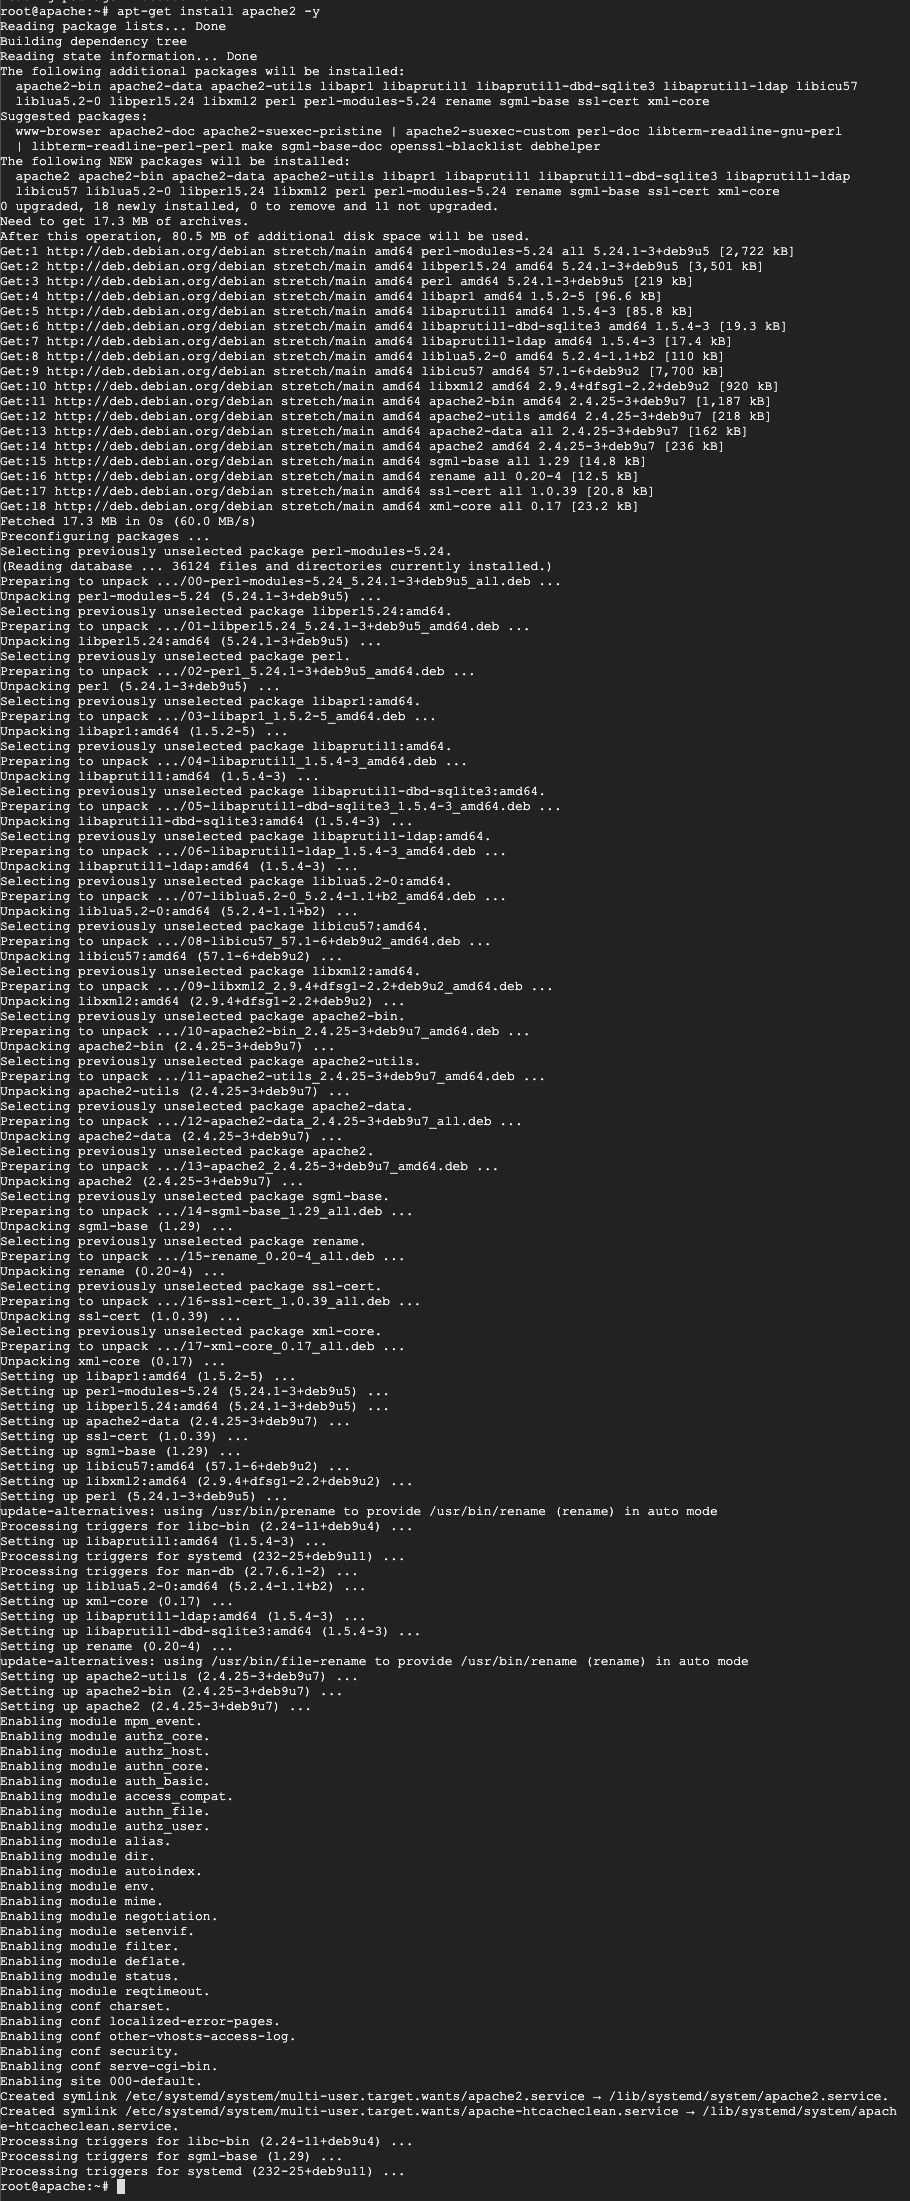 root@apache:~# apt-get install apache2 -y
Reading package lists... Done
Building dependency tree
Reading state information... Done
The following additional packages will be installed:
  apache2-bin apache2-data apache2-utils libapr1 libaprutil1 libaprutil1-dbd-sqlite3 libaprutil1-ldap libicu57
  liblua5.2-0 libperl5.24 libxml2 perl perl-modules-5.24 rename sgml-base ssl-cert xml-core
Suggested packages:
  www-browser apache2-doc apache2-suexec-pristine | apache2-suexec-custom perl-doc libterm-readline-gnu-perl
  | libterm-readline-perl-perl make sgml-base-doc openssl-blacklist debhelper
The following NEW packages will be installed:
  apache2 apache2-bin apache2-data apache2-utils libapr1 libaprutil1 libaprutil1-dbd-sqlite3 libaprutil1-ldap
  libicu57 liblua5.2-0 libperl5.24 libxml2 perl perl-modules-5.24 rename sgml-base ssl-cert xml-core
0 upgraded, 18 newly installed, 0 to remove and 11 not upgraded.
Need to get 17.3 MB of archives.
After this operation, 80.5 MB of additional disk space will be used.
Get:1 http://deb.debian.org/debian stretch/main amd64 perl-modules-5.24 all 5.24.1-3+deb9u5 [2,722 kB]
Get:2 http://deb.debian.org/debian stretch/main amd64 libperl5.24 amd64 5.24.1-3+deb9u5 [3,501 kB]
Get:3 http://deb.debian.org/debian stretch/main amd64 perl amd64 5.24.1-3+deb9u5 [219 kB]
Get:4 http://deb.debian.org/debian stretch/main amd64 libapr1 amd64 1.5.2-5 [96.6 kB]
Get:5 http://deb.debian.org/debian stretch/main amd64 libaprutil1 amd64 1.5.4-3 [85.8 kB]
Get:6 http://deb.debian.org/debian stretch/main amd64 libaprutil1-dbd-sqlite3 amd64 1.5.4-3 [19.3 kB]
Get:7 http://deb.debian.org/debian stretch/main amd64 libaprutil1-ldap amd64 1.5.4-3 [17.4 kB]
Get:8 http://deb.debian.org/debian stretch/main amd64 liblua5.2-0 amd64 5.2.4-1.1+b2 [110 kB]
Get:9 http://deb.debian.org/debian stretch/main amd64 libicu57 amd64 57.1-6+deb9u2 [7,700 kB]
Get:10 http://deb.debian.org/debian stretch/main amd64 libxml2 amd64 2.9.4+dfsg1-2.2+deb9u2 [920 kB]
Get:11 http://deb.debian.org/debian stretch/main amd64 apache2-bin amd64 2.4.25-3+deb9u7 [1,187 kB]
Get:12 http://deb.debian.org/debian stretch/main amd64 apache2-utils amd64 2.4.25-3+deb9u7 [218 kB]
Get:13 http://deb.debian.org/debian stretch/main amd64 apache2-data all 2.4.25-3+deb9u7 [162 kB]
Get:14 http://deb.debian.org/debian stretch/main amd64 apache2 amd64 2.4.25-3+deb9u7 [236 kB]
Get:15 http://deb.debian.org/debian stretch/main amd64 sgml-base all 1.29 [14.8 kB]
Get:16 http://deb.debian.org/debian stretch/main amd64 rename all 0.20-4 [12.5 kB]
Get:17 http://deb.debian.org/debian stretch/main amd64 ssl-cert all 1.0.39 [20.8 kB]
Get:18 http://deb.debian.org/debian stretch/main amd64 xml-core all 0.17 [23.2 kB]
Fetched 17.3 MB in 0s (60.0 MB/s)
Preconfiguring packages ...
Selecting previously unselected package perl-modules-5.24.
(Reading database ... 36124 files and directories currently installed.)
Preparing to unpack .../00-perl-modules-5.24_5.24.1-3+deb9u5_all.deb ...
Unpacking perl-modules-5.24 (5.24.1-3+deb9u5) ...
Selecting previously unselected package libperl5.24:amd64.
Preparing to unpack .../01-libperl5.24_5.24.1-3+deb9u5_amd64.deb ...
Unpacking libperl5.24:amd64 (5.24.1-3+deb9u5) ...
Selecting previously unselected package perl.
Preparing to unpack .../02-perl_5.24.1-3+deb9u5_amd64.deb ...
Unpacking perl (5.24.1-3+deb9u5) ...
Selecting previously unselected package libapr1:amd64.
Preparing to unpack .../03-libapr1_1.5.2-5_amd64.deb ...
Unpacking libapr1:amd64 (1.5.2-5) ...
Selecting previously unselected package libaprutil1:amd64.
Preparing to unpack .../04-libaprutil1_1.5.4-3_amd64.deb ...
Unpacking libaprutil1:amd64 (1.5.4-3) ...
Selecting previously unselected package libaprutil1-dbd-sqlite3:amd64.
Preparing to unpack .../05-libaprutil1-dbd-sqlite3_1.5.4-3_amd64.deb ...
Unpacking libaprutil1-dbd-sqlite3:amd64 (1.5.4-3) ...
Selecting previously unselected package libaprutil1-ldap:amd64.
Preparing to unpack .../06-libaprutil1-ldap_1.5.4-3_amd64.deb ...
Unpacking libaprutil1-ldap:amd64 (1.5.4-3) ...
Selecting previously unselected package liblua5.2-0:amd64.
Preparing to unpack .../07-liblua5.2-0_5.2.4-1.1+b2_amd64.deb ...
Unpacking liblua5.2-0:amd64 (5.2.4-1.1+b2) ...
Selecting previously unselected package libicu57:amd64.
Preparing to unpack .../08-libicu57_57.1-6+deb9u2_amd64.deb ...
Unpacking libicu57:amd64 (57.1-6+deb9u2) ...
Selecting previously unselected package libxml2:amd64.
Preparing to unpack .../09-libxml2_2.9.4+dfsg1-2.2+deb9u2_amd64.deb ...
Unpacking libxml2:amd64 (2.9.4+dfsg1-2.2+deb9u2) ...
Selecting previously unselected package apache2-bin.
Preparing to unpack .../10-apache2-bin_2.4.25-3+deb9u7_amd64.deb ...
Unpacking apache2-bin (2.4.25-3+deb9u7) ...
Selecting previously unselected package apache2-utils.
Preparing to unpack .../11-apache2-utils_2.4.25-3+deb9u7_amd64.deb ...
Unpacking apache2-utils (2.4.25-3+deb9u7) ...
Selecting previously unselected package apache2-data.
Preparing to unpack .../12-apache2-data_2.4.25-3+deb9u7_all.deb ...
Unpacking apache2-data (2.4.25-3+deb9u7) ...
Selecting previously unselected package apache2.
Preparing to unpack .../13-apache2_2.4.25-3+deb9u7_amd64.deb ...
Unpacking apache2 (2.4.25-3+deb9u7) ...
Selecting previously unselected package sgml-base.
Preparing to unpack .../14-sgml-base_1.29_all.deb ...
Unpacking sgml-base (1.29) ...
Selecting previously unselected package rename.
Preparing to unpack .../15-rename_0.20-4_all.deb ...
Unpacking rename (0.20-4) ...
Selecting previously unselected package ssl-cert.
Preparing to unpack .../16-ssl-cert_1.0.39_all.deb ...
Unpacking ssl-cert (1.0.39) ...
Selecting previously unselected package xml-core.
Preparing to unpack .../17-xml-core_0.17_all.deb ...
Unpacking xml-core (0.17) ...
Setting up libapr1:amd64 (1.5.2-5) ...
Setting up perl-modules-5.24 (5.24.1-3+deb9u5) ...
Setting up libperl5.24:amd64 (5.24.1-3+deb9u5) ...
Setting up apache2-data (2.4.25-3+deb9u7) ...
Setting up ssl-cert (1.0.39) ...
Setting up sgml-base (1.29) ...
Setting up libicu57:amd64 (57.1-6+deb9u2) ...
Setting up libxml2:amd64 (2.9.4+dfsg1-2.2+deb9u2) ...
Setting up perl (5.24.1-3+deb9u5) ...
update-alternatives: using /usr/bin/prename to provide /usr/bin/rename (rename) in auto mode
Processing triggers for libc-bin (2.24-11+deb9u4) ...
Setting up libaprutil1:amd64 (1.5.4-3) ...
Processing triggers for systemd (232-25+deb9u11) ...
Processing triggers for man-db (2.7.6.1-2) ...
Setting up liblua5.2-0:amd64 (5.2.4-1.1+b2) ...
Setting up xml-core (0.17) ...
Setting up libaprutil1-ldap:amd64 (1.5.4-3) ...
Setting up libaprutil1-dbd-sqlite3:amd64 (1.5.4-3) ...
Setting up rename (0.20-4) ...
update-alternatives: using /usr/bin/file-rename to provide /usr/bin/rename (rename) in auto mode
Setting up apache2-utils (2.4.25-3+deb9u7) ...
Setting up apache2-bin (2.4.25-3+deb9u7) ...
Setting up apache2 (2.4.25-3+deb9u7) ...
Enabling module mpm_event.
Enabling module authz_core.
Enabling module authz_host.
Enabling module authn_core.
Enabling module auth_basic.
Enabling module access_compat.
Enabling module authn_file.
Enabling module authz_user.
Enabling module alias.
Enabling module dir.
Enabling module autoindex.
Enabling module env.
Enabling module mime.
Enabling module negotiation.
Enabling module setenvif.
Enabling module filter.
Enabling module deflate.
Enabling module status.
Enabling module reqtimeout.
Enabling conf charset.
Enabling conf localized-error-pages.
Enabling conf other-vhosts-access-log.
Enabling conf security.
Enabling conf serve-cgi-bin.
Enabling site 000-default.
Created symlink /etc/systemd/system/multi-user.target.wants/apache2.service → /lib/systemd/system/apache2.service.
Created symlink /etc/systemd/system/multi-user.target.wants/apache-htcacheclean.service → /lib/systemd/system/apach
e-htcacheclean.service.
Processing triggers for libc-bin (2.24-11+deb9u4) ...
Processing triggers for sgml-base (1.29) ...
Processing triggers for systemd (232-25+deb9u11) ...
root@apache:~#